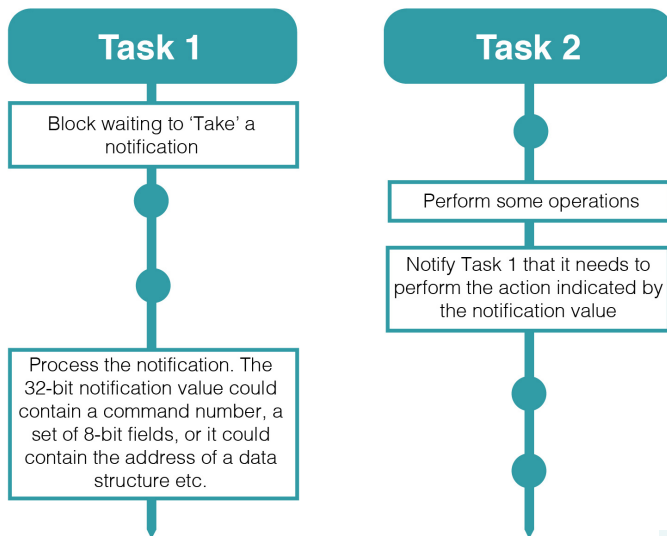 Task 1
Block waiting to ‘Take’ a
notification
Process the notification. The
32-bit notification value could
contain a command number, a
set of 8-bit fields, or it could
contain the address of a data
structure etc.
Task 2
Perform some operations
Notify Task 1 that it needs to
perform the action indicated by
the notification value